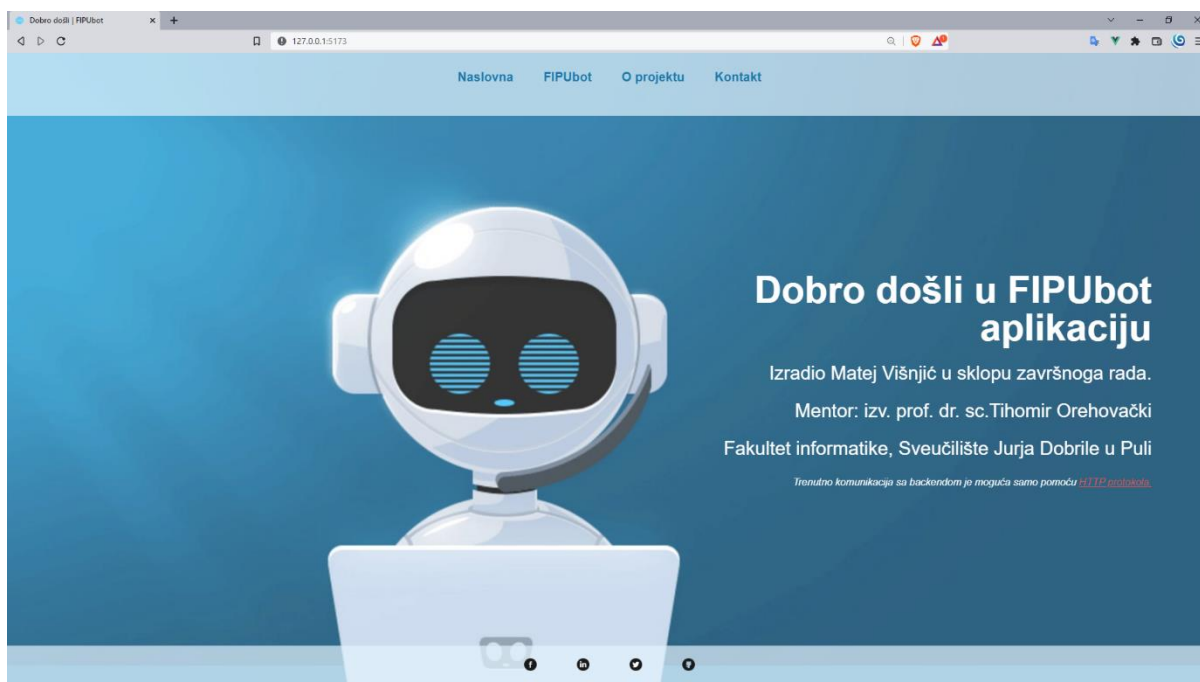 Dobro došli | FIPUbot
127.0.0.1:5173
Naslovna FIPUbot O projektu Kontakt
Dobro došli u FIPUbot
aplikaciju
Izradio Matej Višnjić u sklopu završnoga rada.
Mentor: izv. prof. dr. sc.Tihomir Orehovački
Fakultet informatike, Sveučilište Jurja Dobrile u Puli
Trenutno komunikacija sa backendom je moguća samo pomoću HTTP protokola.